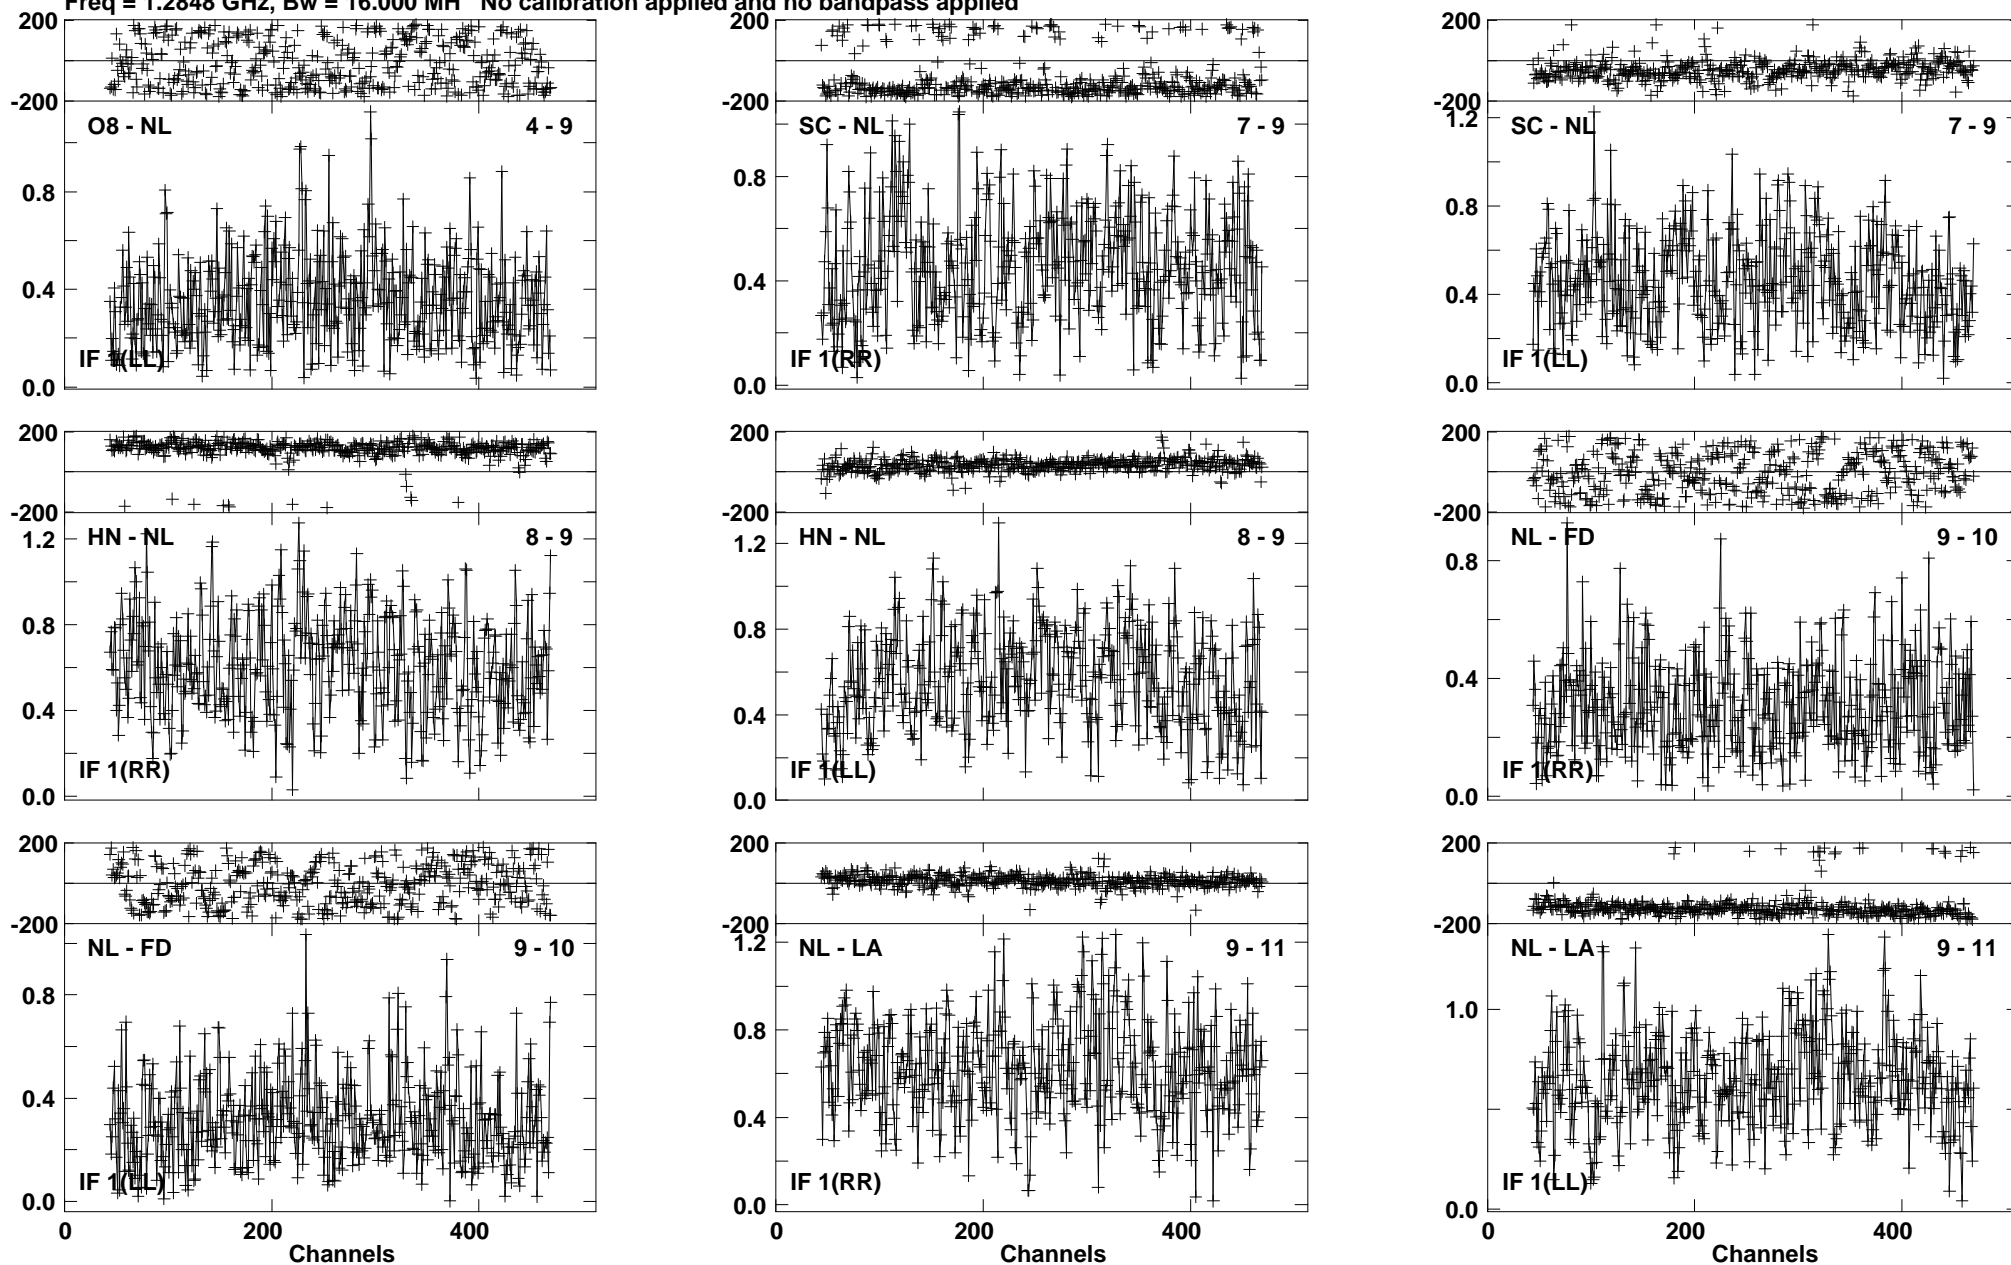 Freq = 1.2848 GHz, Bw = 16.000 MH No calibration applied and no bandpass applied
200
-200
O8 - NL 4 - 9
0.8
0.4
0.0
IF 1(LL)
200
-200
SC - NL 7 - 9
0.8
0.4
0.0
IF 1(RR)
200
-200
1.2
SC - NL 7 - 9
0.8
0.4
0.0
IF 1(LL)
200
-200
HN - NL 8 - 9
1.2
0.8
0.4
0.0
IF 1(RR)
200
-200
HN - NL 8 - 9
1.2
0.8
0.4
0.0
IF 1(LL)
200
-200
NL - FD 9 - 10
0.8
0.4
0.0
IF 1(RR)
200
-200
NL - FD 9 - 10
0.8
0.4
0.0
IF 1(LL)
0 200 400
Channels
200
-200
1.2
NL - LA 9 - 11
0.8
0.4
0.0
IF 1(RR)
0 200 400
Channels
200
-200
NL - LA 9 - 11
1.0
0.0
IF 1(LL)
0 200 400
Channels